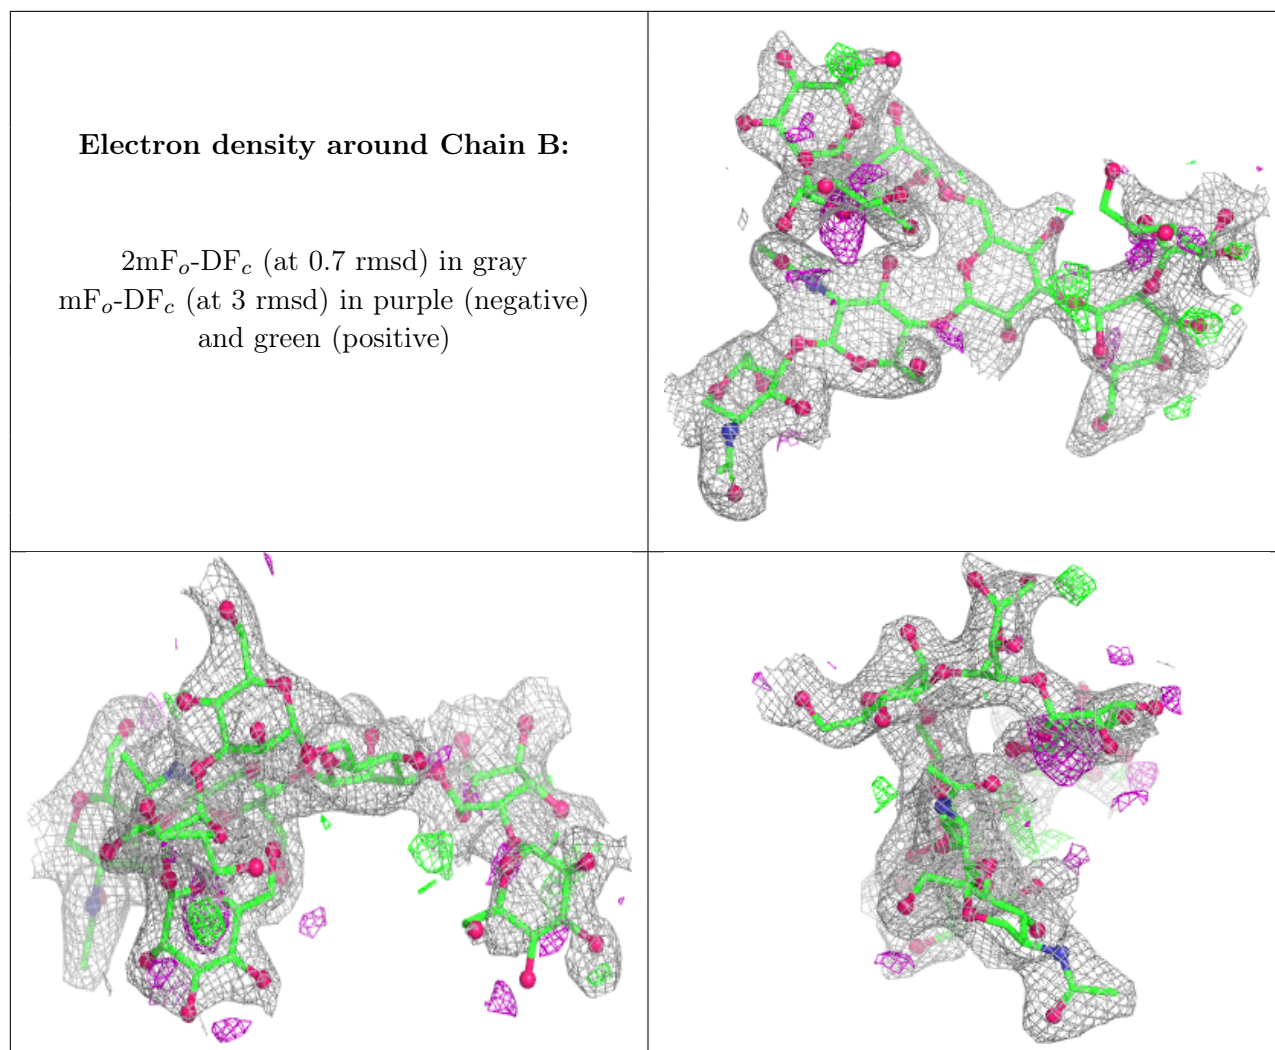 Electron density around Chain B:
2mFo-DFc (at 0.7 rmsd) in gray
mFo-DFc (at 3 rmsd) in purple (negative)
and green (positive)